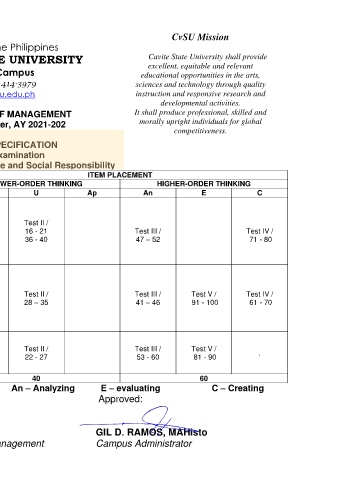 ne Philippines
E UNIVERSITY
Campus
414-3979
u.edu.ph
F MANAGEMENT
ter, AY 2021-202
PECIFICATION
xamination
e and Social Responsibility
CvSU Mission
Cavite State University shall provide
excellent, equitable and relevant
educational opportunities in the arts,
sciences and technology through quality
instruction and responsive research and
developmental activities.
It shall produce professional, skilled and
morally upright individuals for global
competitiveness.
ITEM PLACEMENT
WER-ORDER THINKING HIGHER-ORDER THINKING
U Ap An E C
Test II /
16 - 21
36 - 40
Test III /
47 – 52
Test IV /
71 - 80
Test II /
28 – 35
Test III /
41 – 46
Test V /
91 - 100
Test IV /
61 - 70
Test II /
22 - 27
Test III /
53 - 60
Test V /
81 - 90
40 60
An – Analyzing E – evaluating C – Creating
Approved:
GIL D. RAMOS, MAHisto
anagement Campus Administrator